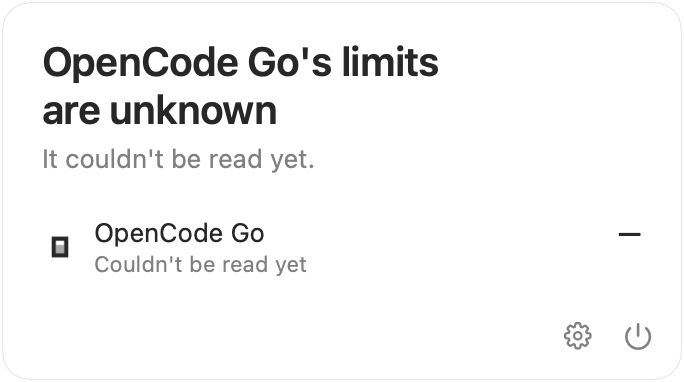 OpenCode Go's limits
are unknown
It couldn't be read yet.
OpenCode Go
—
Couldn't be read yet